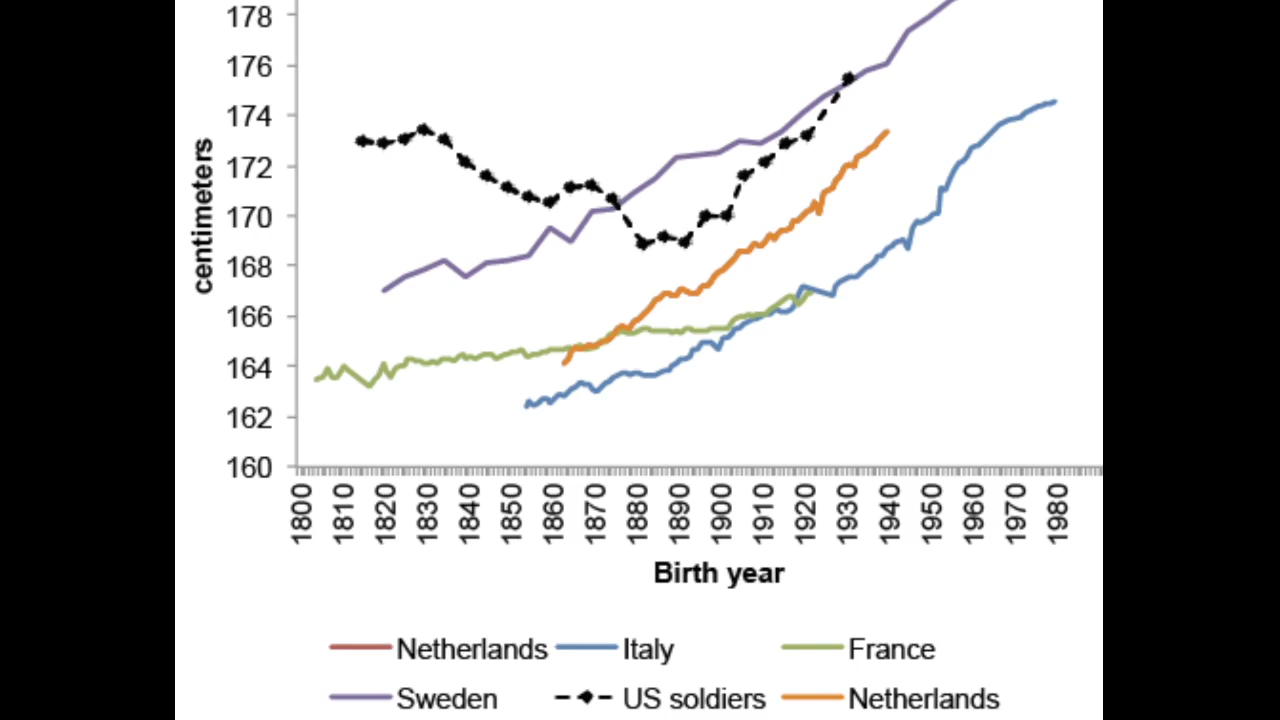 178
176
174
172
170
168
166
164
162
160
centimeters
1800 1810 1820 1830 1840 1850 1860 1870 1880 1890 1900 1910 1920 1930 1940 1950 1960 1970 1980
Birth year
Netherlands Italy France
Sweden US soldiers Netherlands